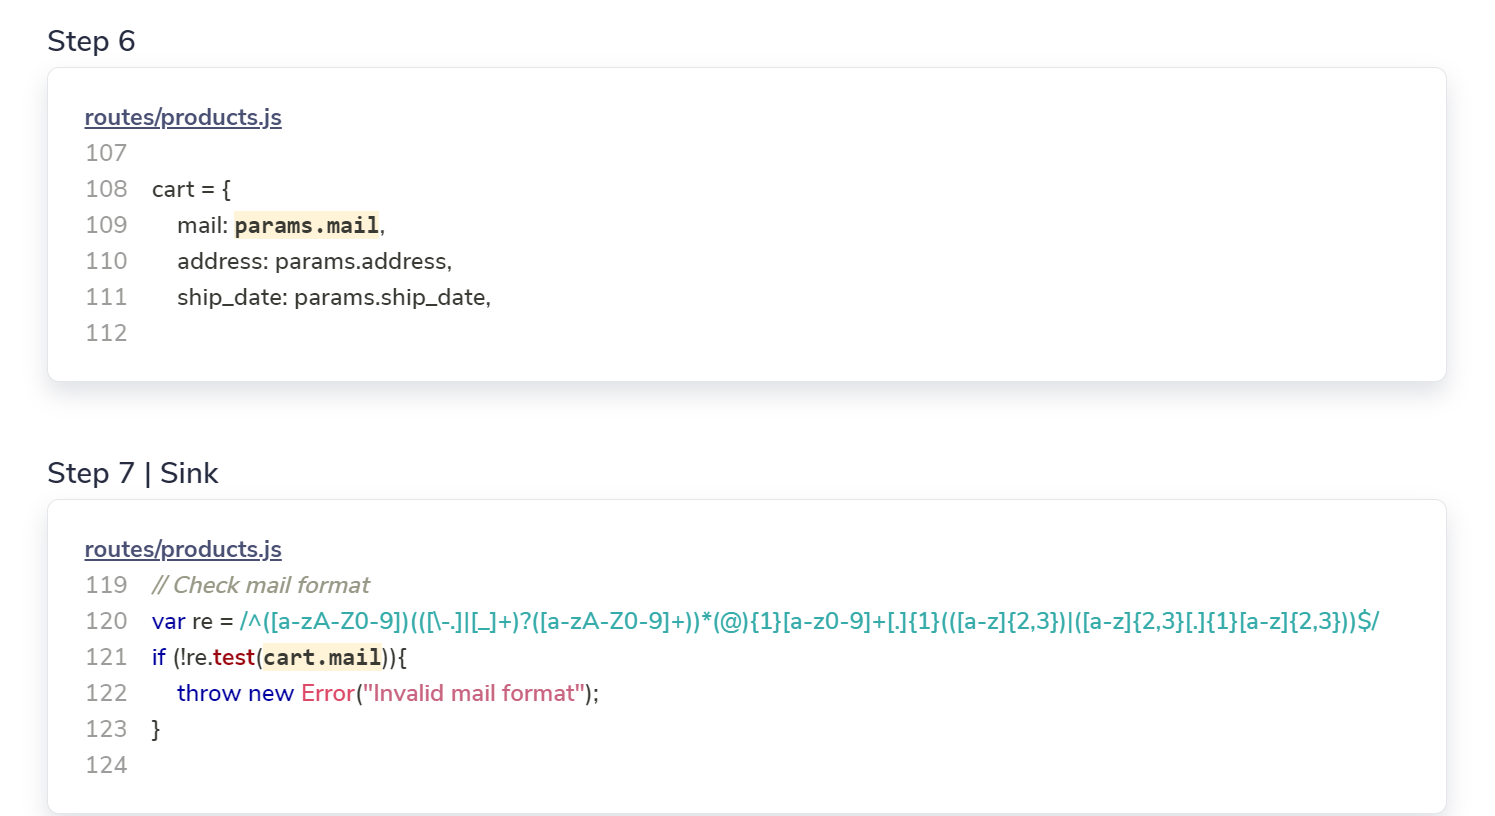 Step 6
routes/products.js
107
108 cart = {
109 mail: params.mail,
110 address: params.address,
111 ship_date: params.ship_date,
112
Step 7 | Sink
routes/products.js
119 // Check mail format
120 var re = /^([a-zA-Z0-9])(([\-.]|[_]+)?([a-zA-Z0-9]+))*(@){1}[a-z0-9]+[.]{1}(([a-z]{2,3})|([a-z]{2,3}[.]{1}[a-z]{2,3}))$/
121 if (!re.test(cart.mail)){
122 throw new Error("Invalid mail format");
123 }
124